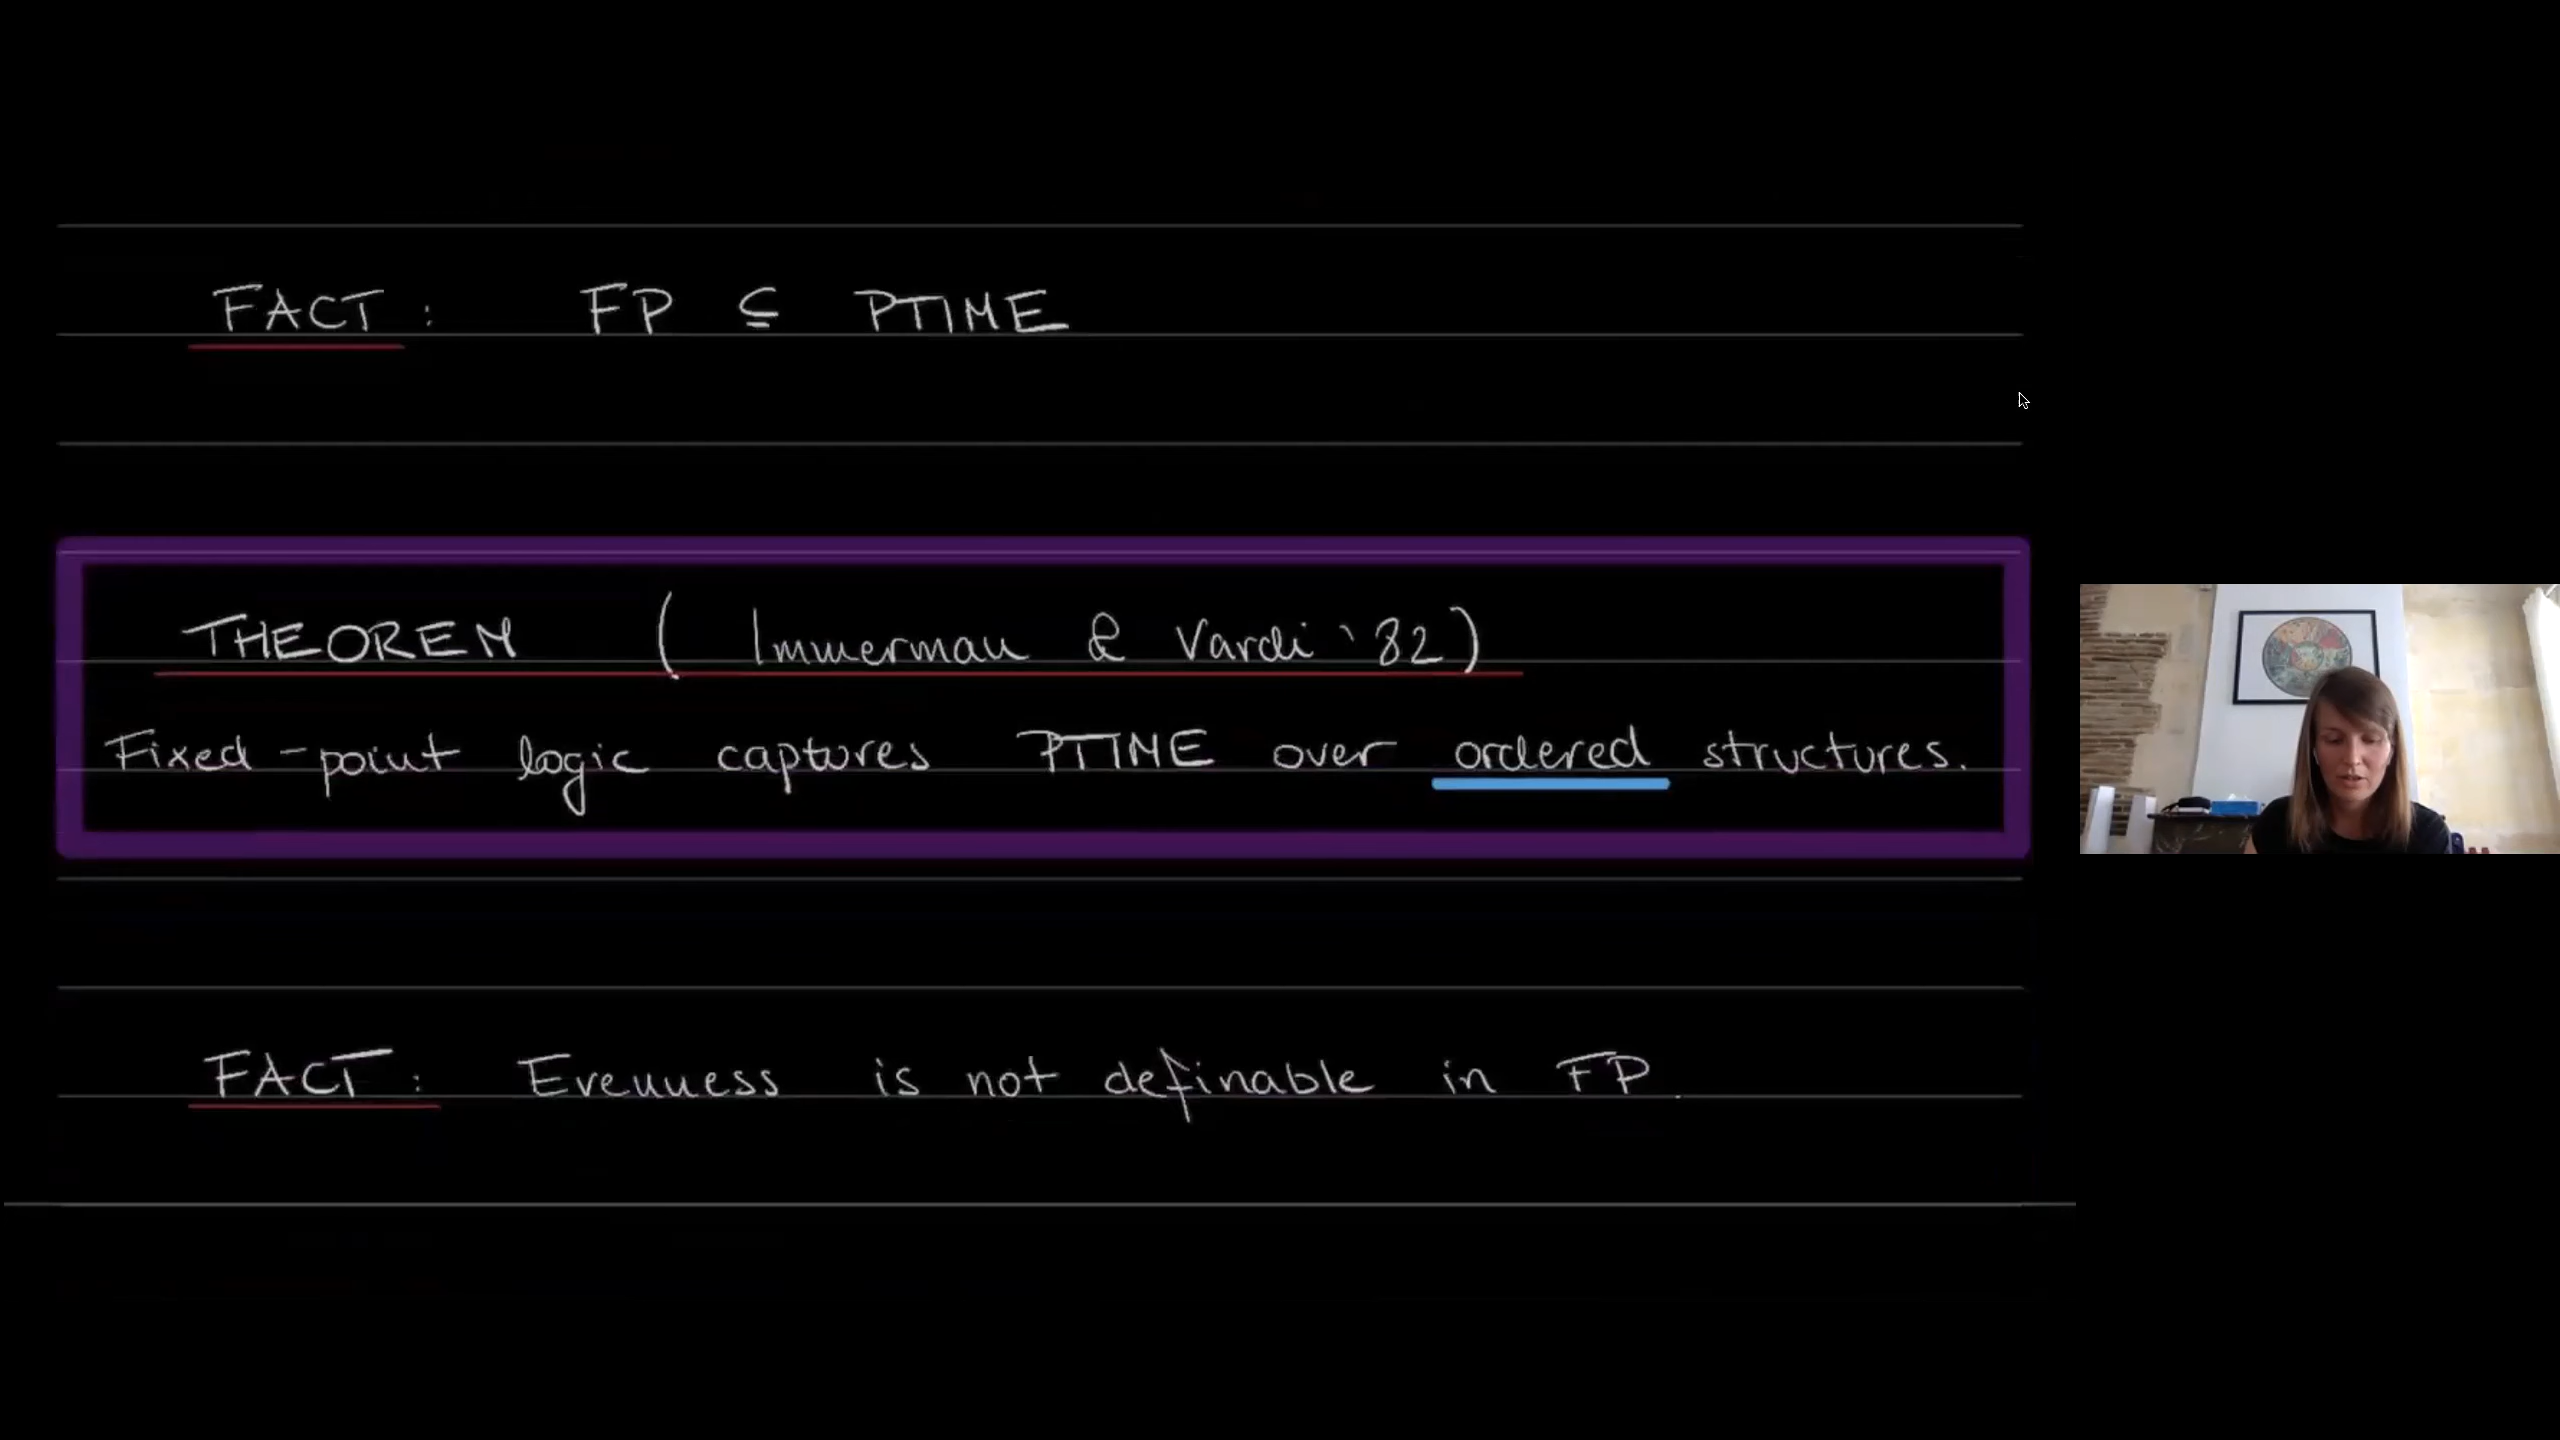 FACT : FP ⊆ PTIME
THEOREM ( Immerman & Vardi '82)
Fixed-point logic captures PTIME over ordered structures.
FACT : Evenness is not definable in FP.